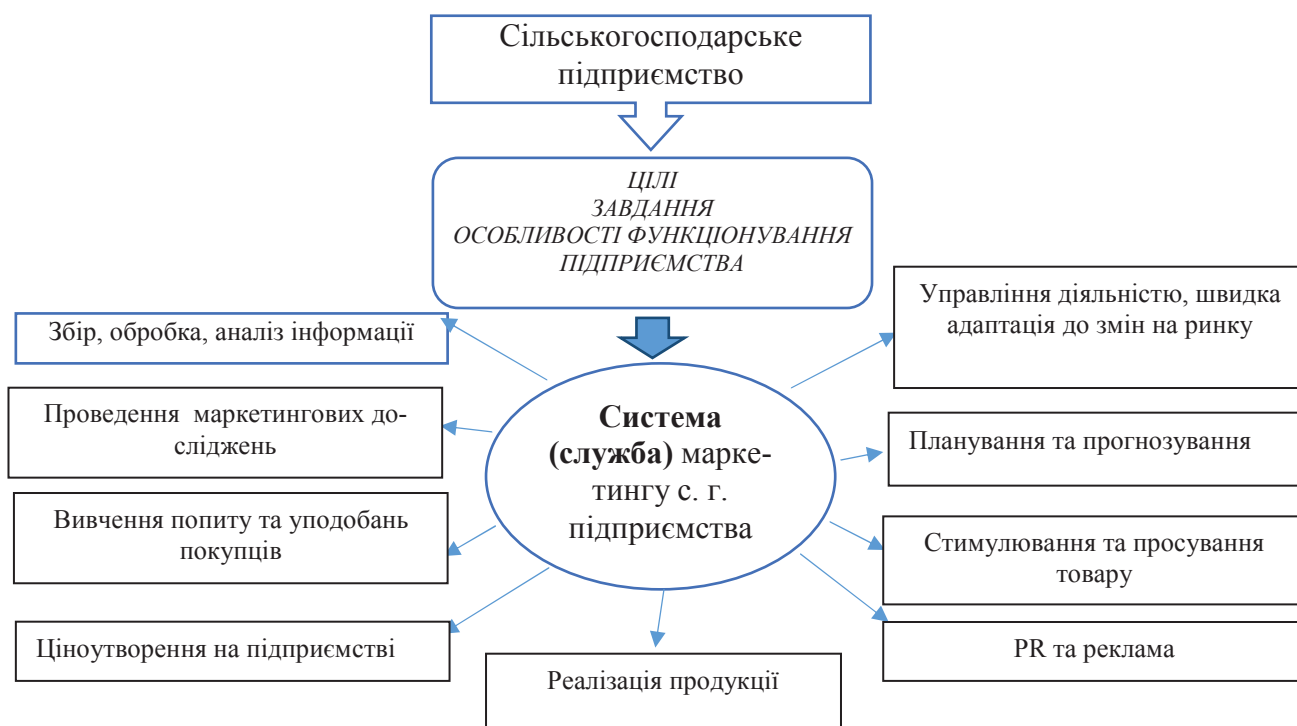 Сільськогосподарське
підприємство
ЦІЛІ
ЗАВДАННЯ
ОСОБЛИВОСТІ ФУНКЦІОНУВАННЯ
ПІДПРИЄМСТВА
Збір, обробка, аналіз інформації
Проведення маркетингових до-
сліджень
Вивчення попиту та уподобань
покупців
Ціноутворення на підприємстві
Система
(служба) марке-
тингу с. г.
підприємства
Реалізація продукції
Управління діяльністю, швидка
адаптація до змін на ринку
Планування та прогнозування
Стимулювання та просування
товару
PR та реклама